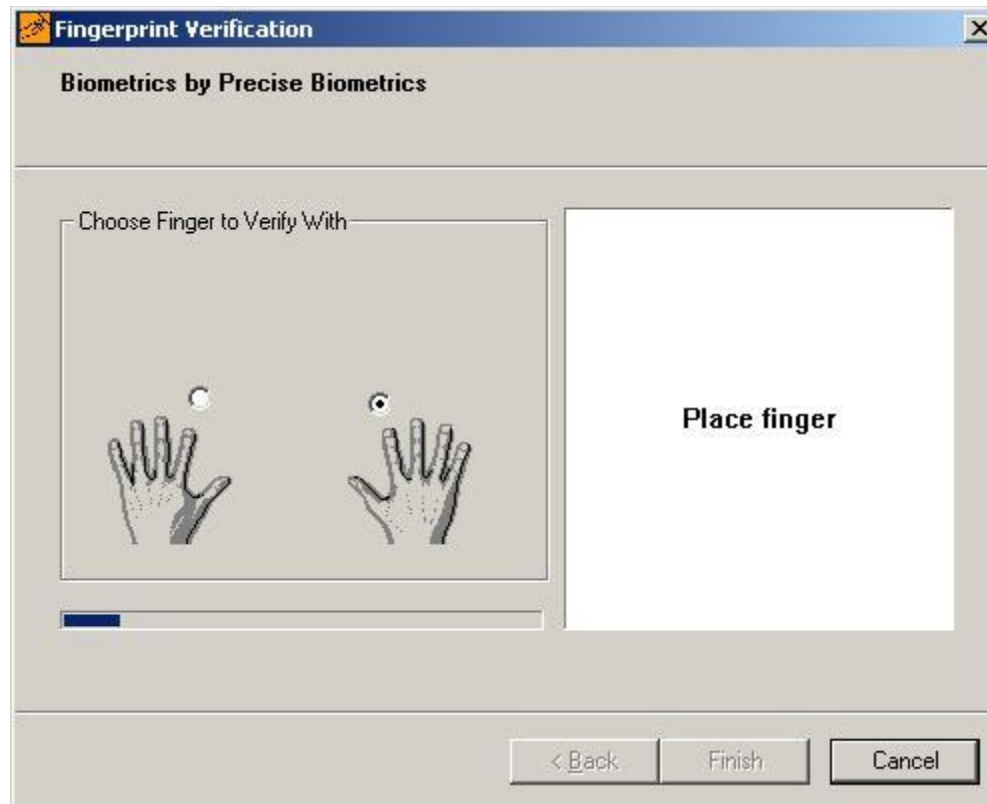 Fingerprint Verification
Biometrics by Precise Biometrics
Choose Finger to Verify With
Place finger
< Back
Finish
Cancel